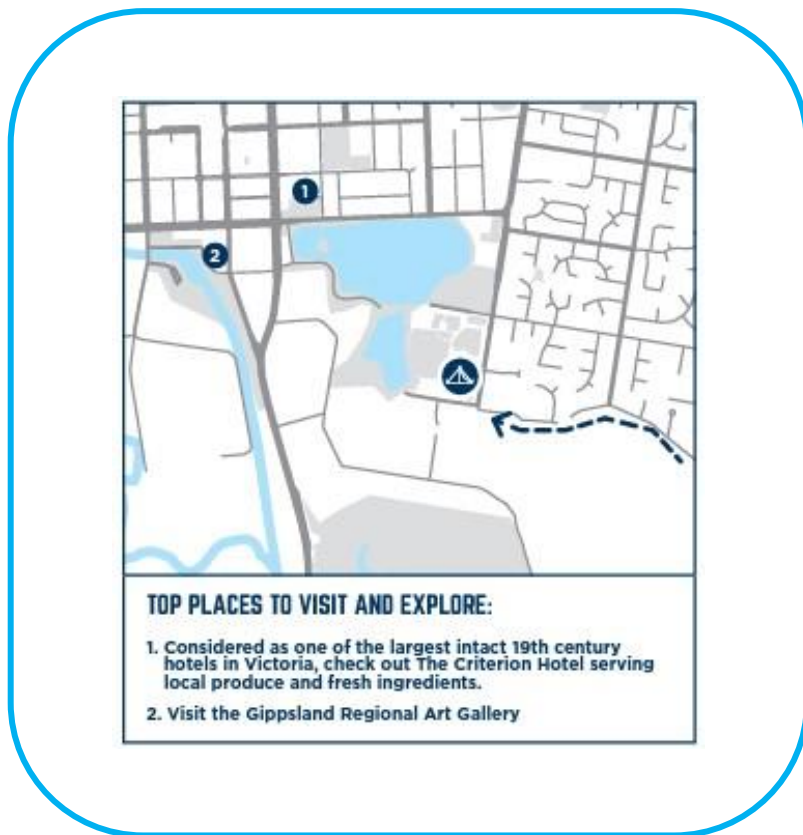 1
2
TOP PLACES TO VISIT AND EXPLORE:
1. Considered as one of the largest intact 19th century
hotels in Victoria, check out The Criterion Hotel serving
local produce and fresh ingredients.
2. Visit the Gippsland Regional Art Gallery